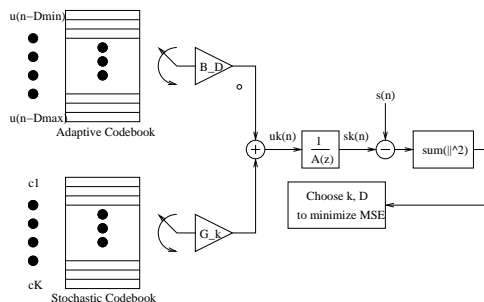 u(n-Dmin)
u(n-Dmax)
Adaptive Codebook
B_D
s(n)
uk(n)
1
A(z)
sk(n)
sum(||^2)
Choose k, D
to minimize MSE
c1
cK
Stochastic Codebook
G_k